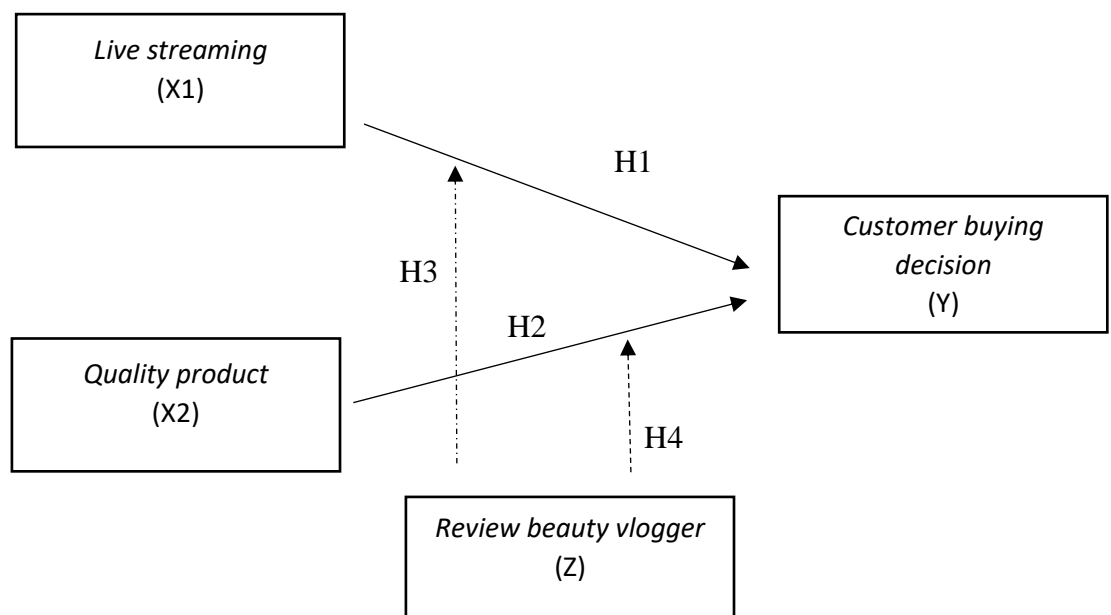 Live streaming
(X1)
H1
Customer buying
decision
(Y)
H3
H2
Quality product
(X2)
H4
Review beauty vlogger
(Z)